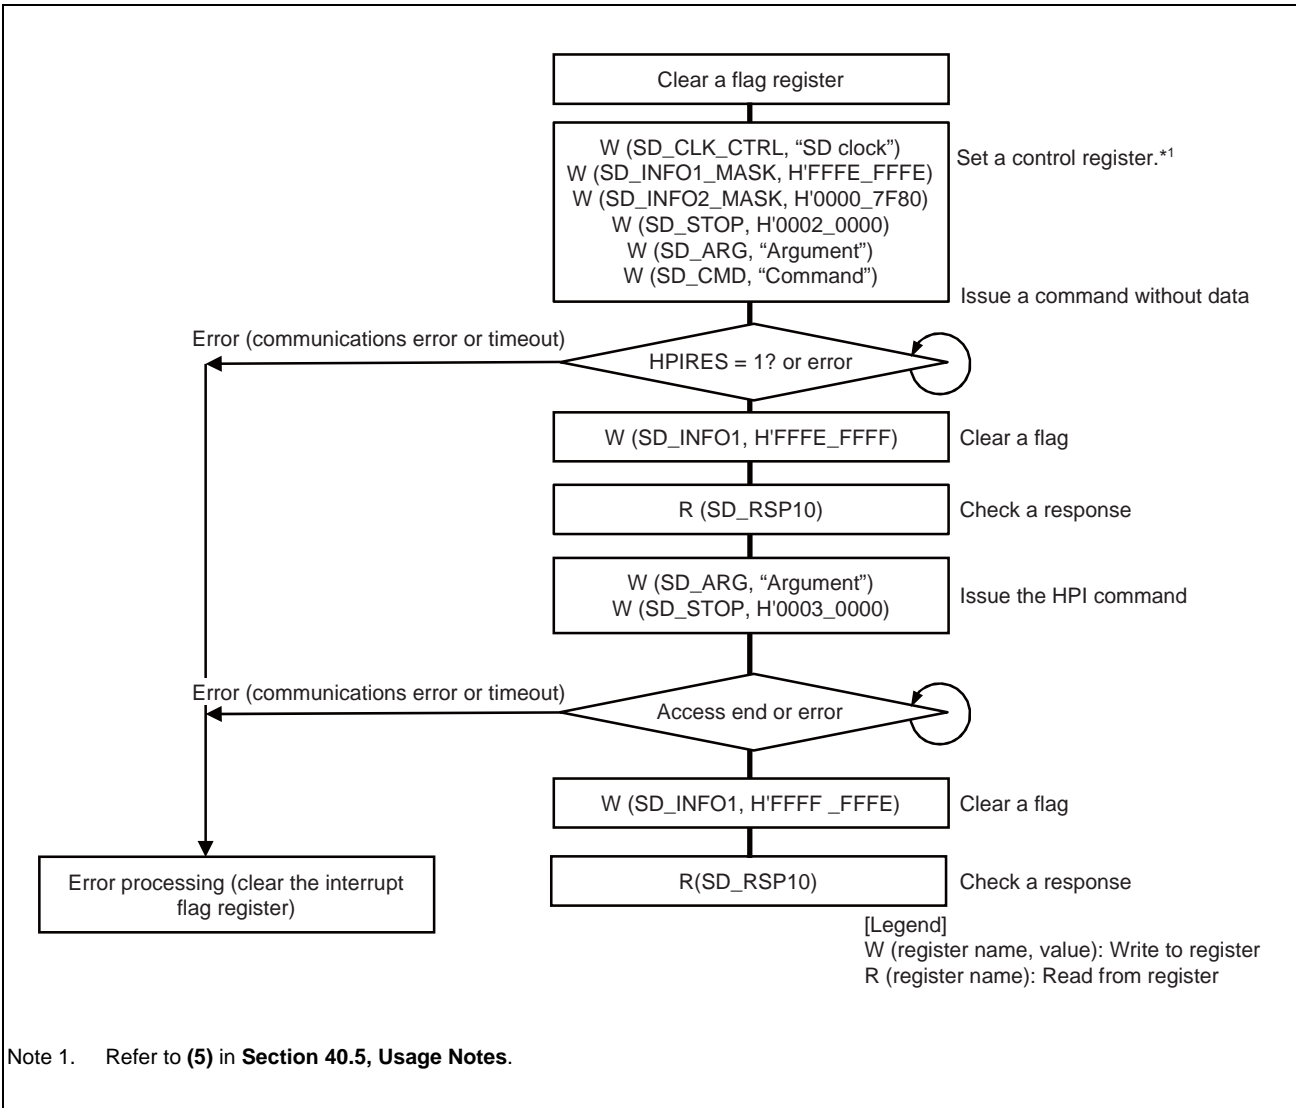 Clear a flag register
W (SD_CLK_CTRL, “SD clock”)
W (SD_INFO1_MASK, H'FFFE_FFFE)
W (SD_INFO2_MASK, H'0000_7F80)
W (SD_STOP, H'0002_0000)
W (SD_ARG, “Argument”)
W (SD_CMD, “Command”)
Set a control register.*1
Issue a command without data
Error (communications error or timeout)
HPIRES = 1? or error
W (SD_INFO1, H'FFFE_FFFF)
Clear a flag
R (SD_RSP10)
Check a response
W (SD_ARG, “Argument”)
W (SD_STOP, H'0003_0000)
Issue the HPI command
Error (communications error or timeout)
Access end or error
W (SD_INFO1, H'FFFF _FFFE)
Clear a flag
Error processing (clear the interrupt
flag register)
R(SD_RSP10)
Check a response
[Legend]
W (register name, value): Write to register
R (register name): Read from register
Note 1. Refer to (5) in Section 40.5, Usage Notes.